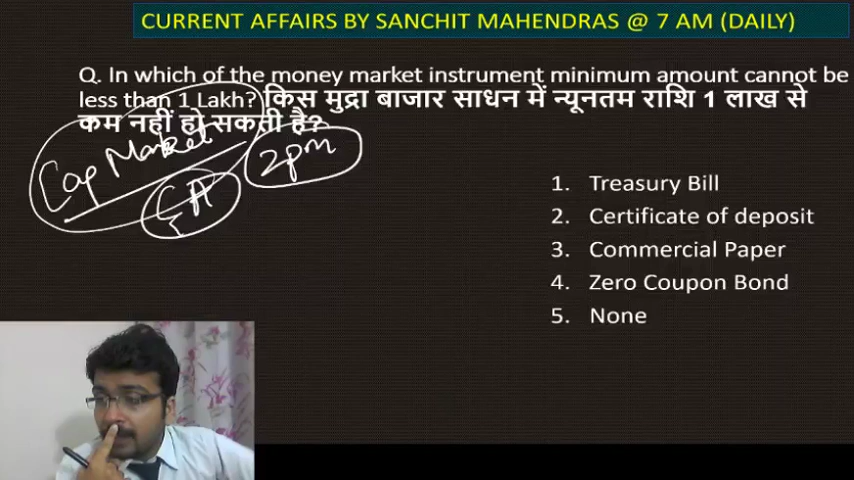 CURRENT AFFAIRS BY SANCHIT MAHENDRAS @ 7 AM (DAILY)
Q. In which of the money market instrument minimum amount cannot be
less than 1 Lakh? किस मुद्रा बाजार साधन में न्यूनतम राशि 1 लाख से
कम नहीं हो सकती है?
Cap Market
2pm
1. Treasury Bill
2. Certificate of deposit
3. Commercial Paper
4. Zero Coupon Bond
5. None